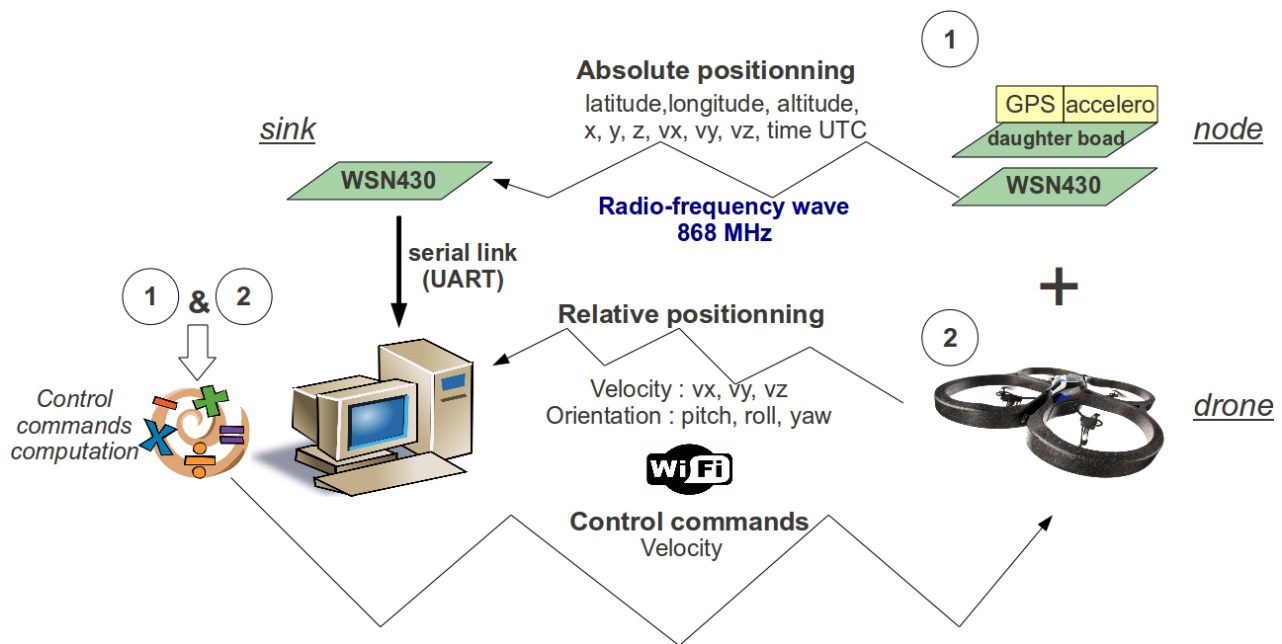 1
Absolute positionning
latitude,longitude, altitude,
x, y, z, vx, vy, vz, time UTC
GPS
accelero
daughter boad
sink
node
WSN430
WSN430
Radio-frequency wave
868 MHz
serial link
(UART)
1 & 2
+
Relative positionning
2
Velocity : vx, vy, vz
Orientation : pitch, roll, yaw
drone
Control
commands
computation
- + X ÷ =
Wi Fi
Control commands
Velocity